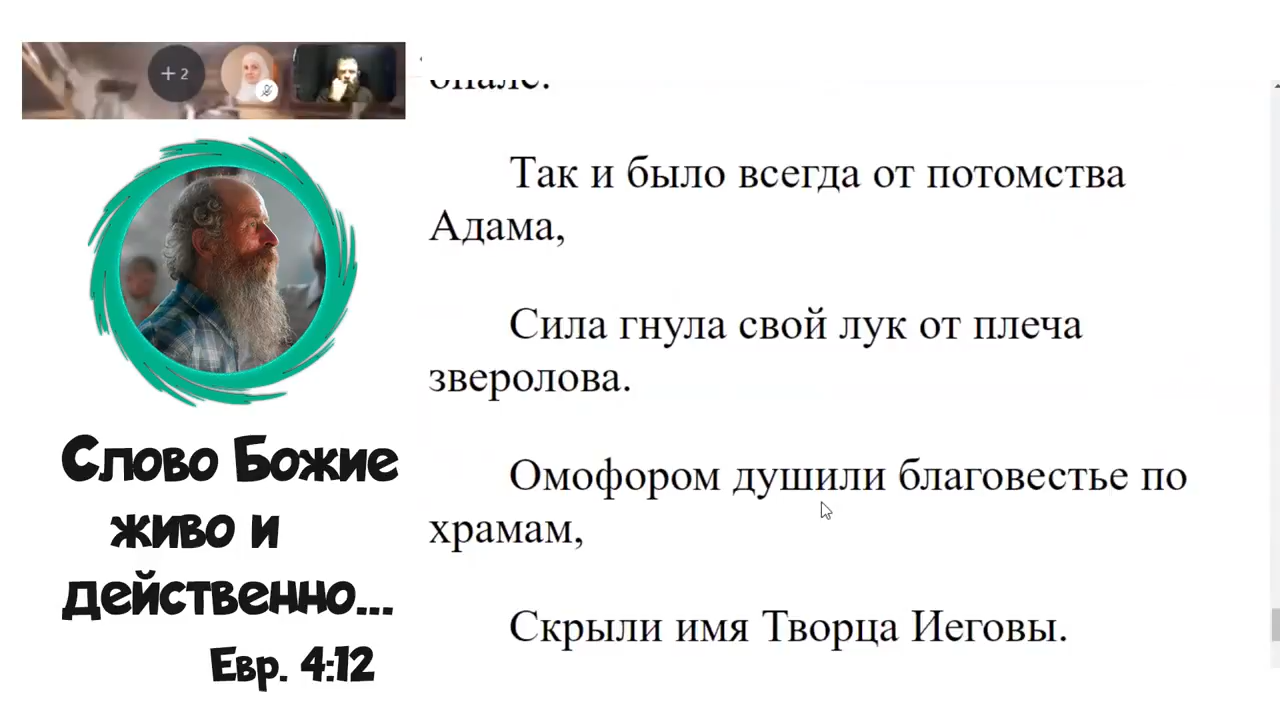 +2
опале.
Так и было всегда от потомства
Адама,
Сила гнула свой лук от плеча
зверолова.
Омофором душили благовестье по
храмам,
Скрыли имя Творца Иеговы.
Слово Божие
живо и
действенно...
Евр. 4:12